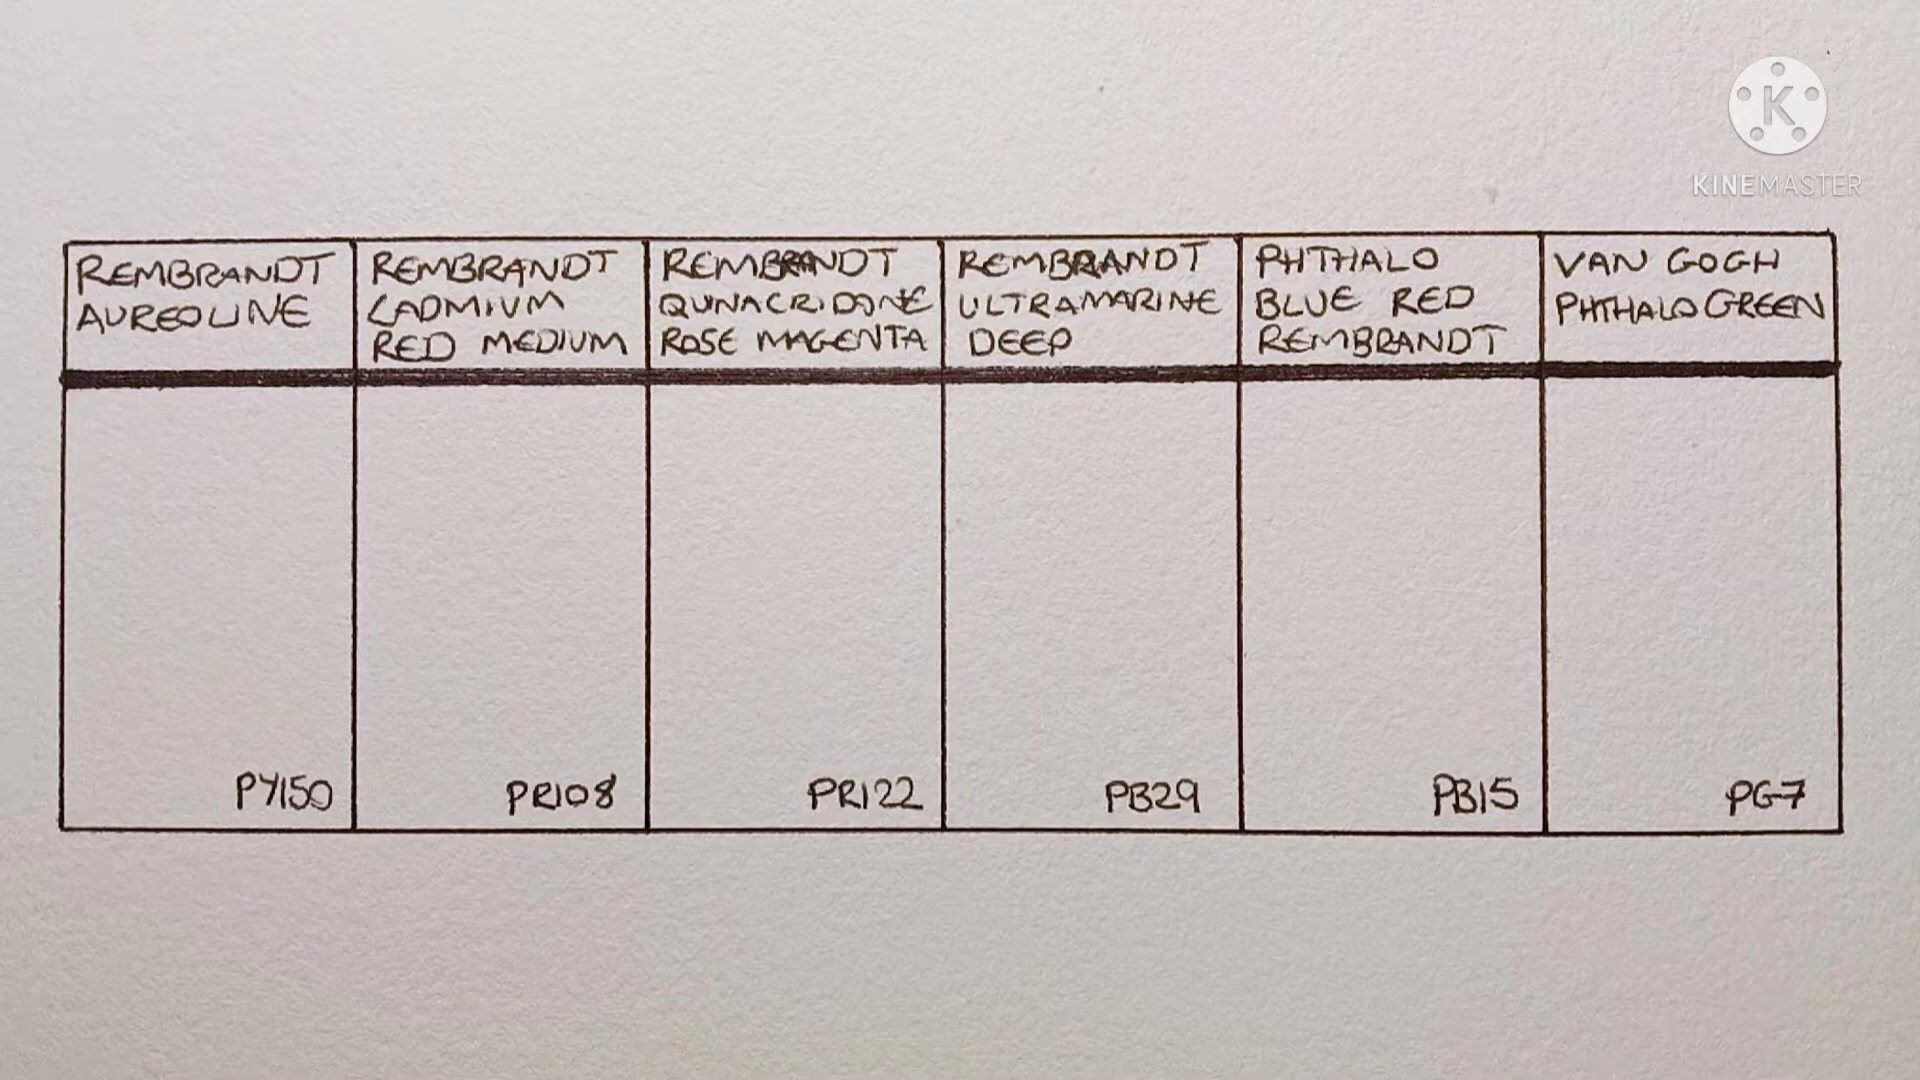 K
KINEMASTER
REMBRANDT
AUREOLINE
REMBRANDT
CADMIUM
RED MEDIUM
REMBRANDT
QUNACRIDONE
ROSE MAGENTA
REMBRANDT
ULTRAMARINE
DEEP
PHTHALO
BLUE RED
REMBRANDT
VAN GOGH
PHTHALO GREEN
PY150
PR108
PR122
PB29
PB15
PG7